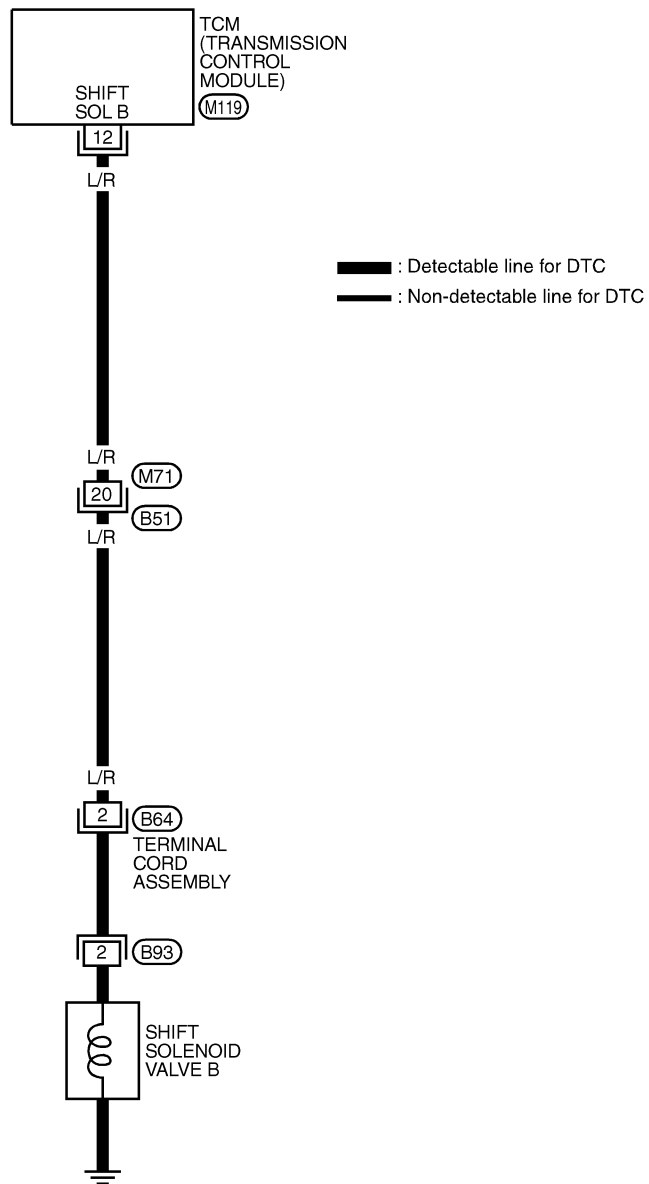 TCM
(TRANSMISSION
CONTROL
MODULE)
M119
SHIFT
SOL B
12
L/R
: Detectable line for DTC
: Non-detectable line for DTC
L/R
M71
20
B51
L/R
L/R
2
B64
TERMINAL
CORD
ASSEMBLY
2
B93
SHIFT
SOLENOID
VALVE B